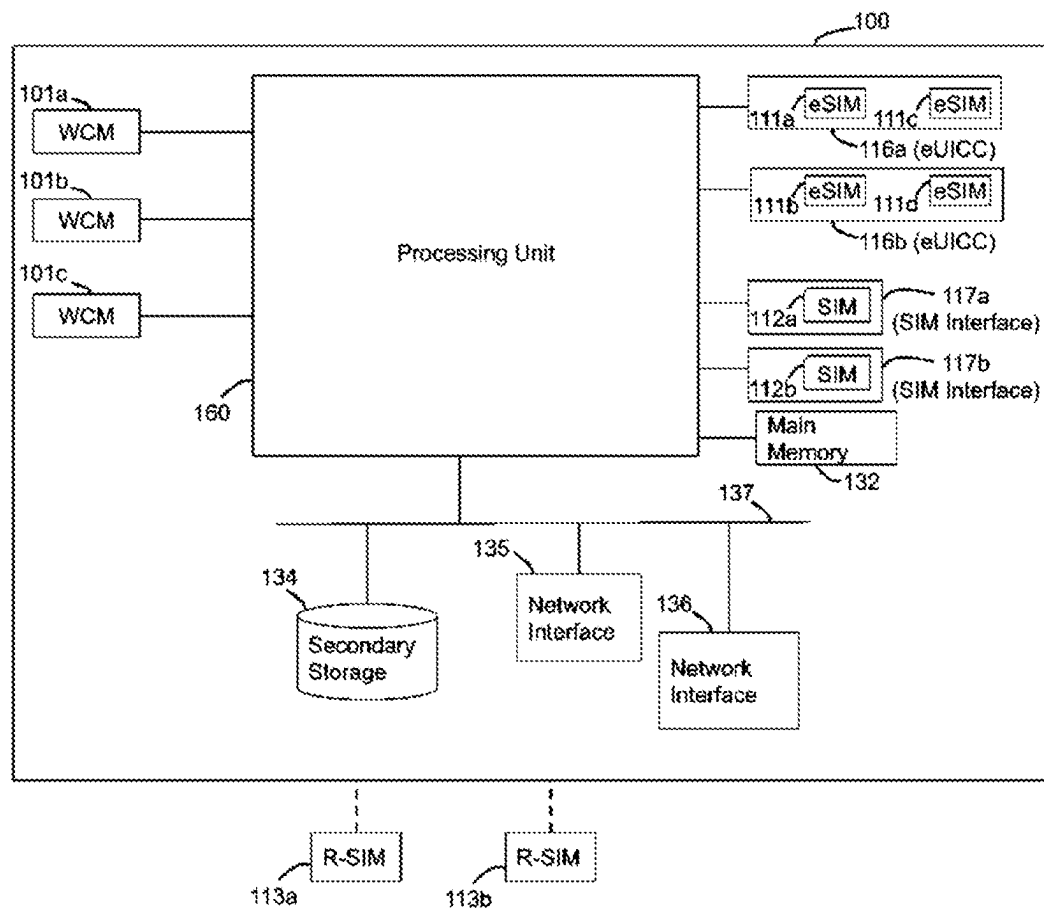 100
101a
WCM
101b
WCM
101c
WCM
Processing Unit
160
111a
eSIM
111c
eSIM
116a (eUICC)
111b
eSIM
111d
eSIM
116b (eUICC)
112a
SIM
117a
(SIM Interface)
112b
SIM
117b
(SIM Interface)
Main
Memory
132
137
134
Secondary
Storage
135
Network
Interface
136
Network
Interface
R-SIM
113a
R-SIM
113b